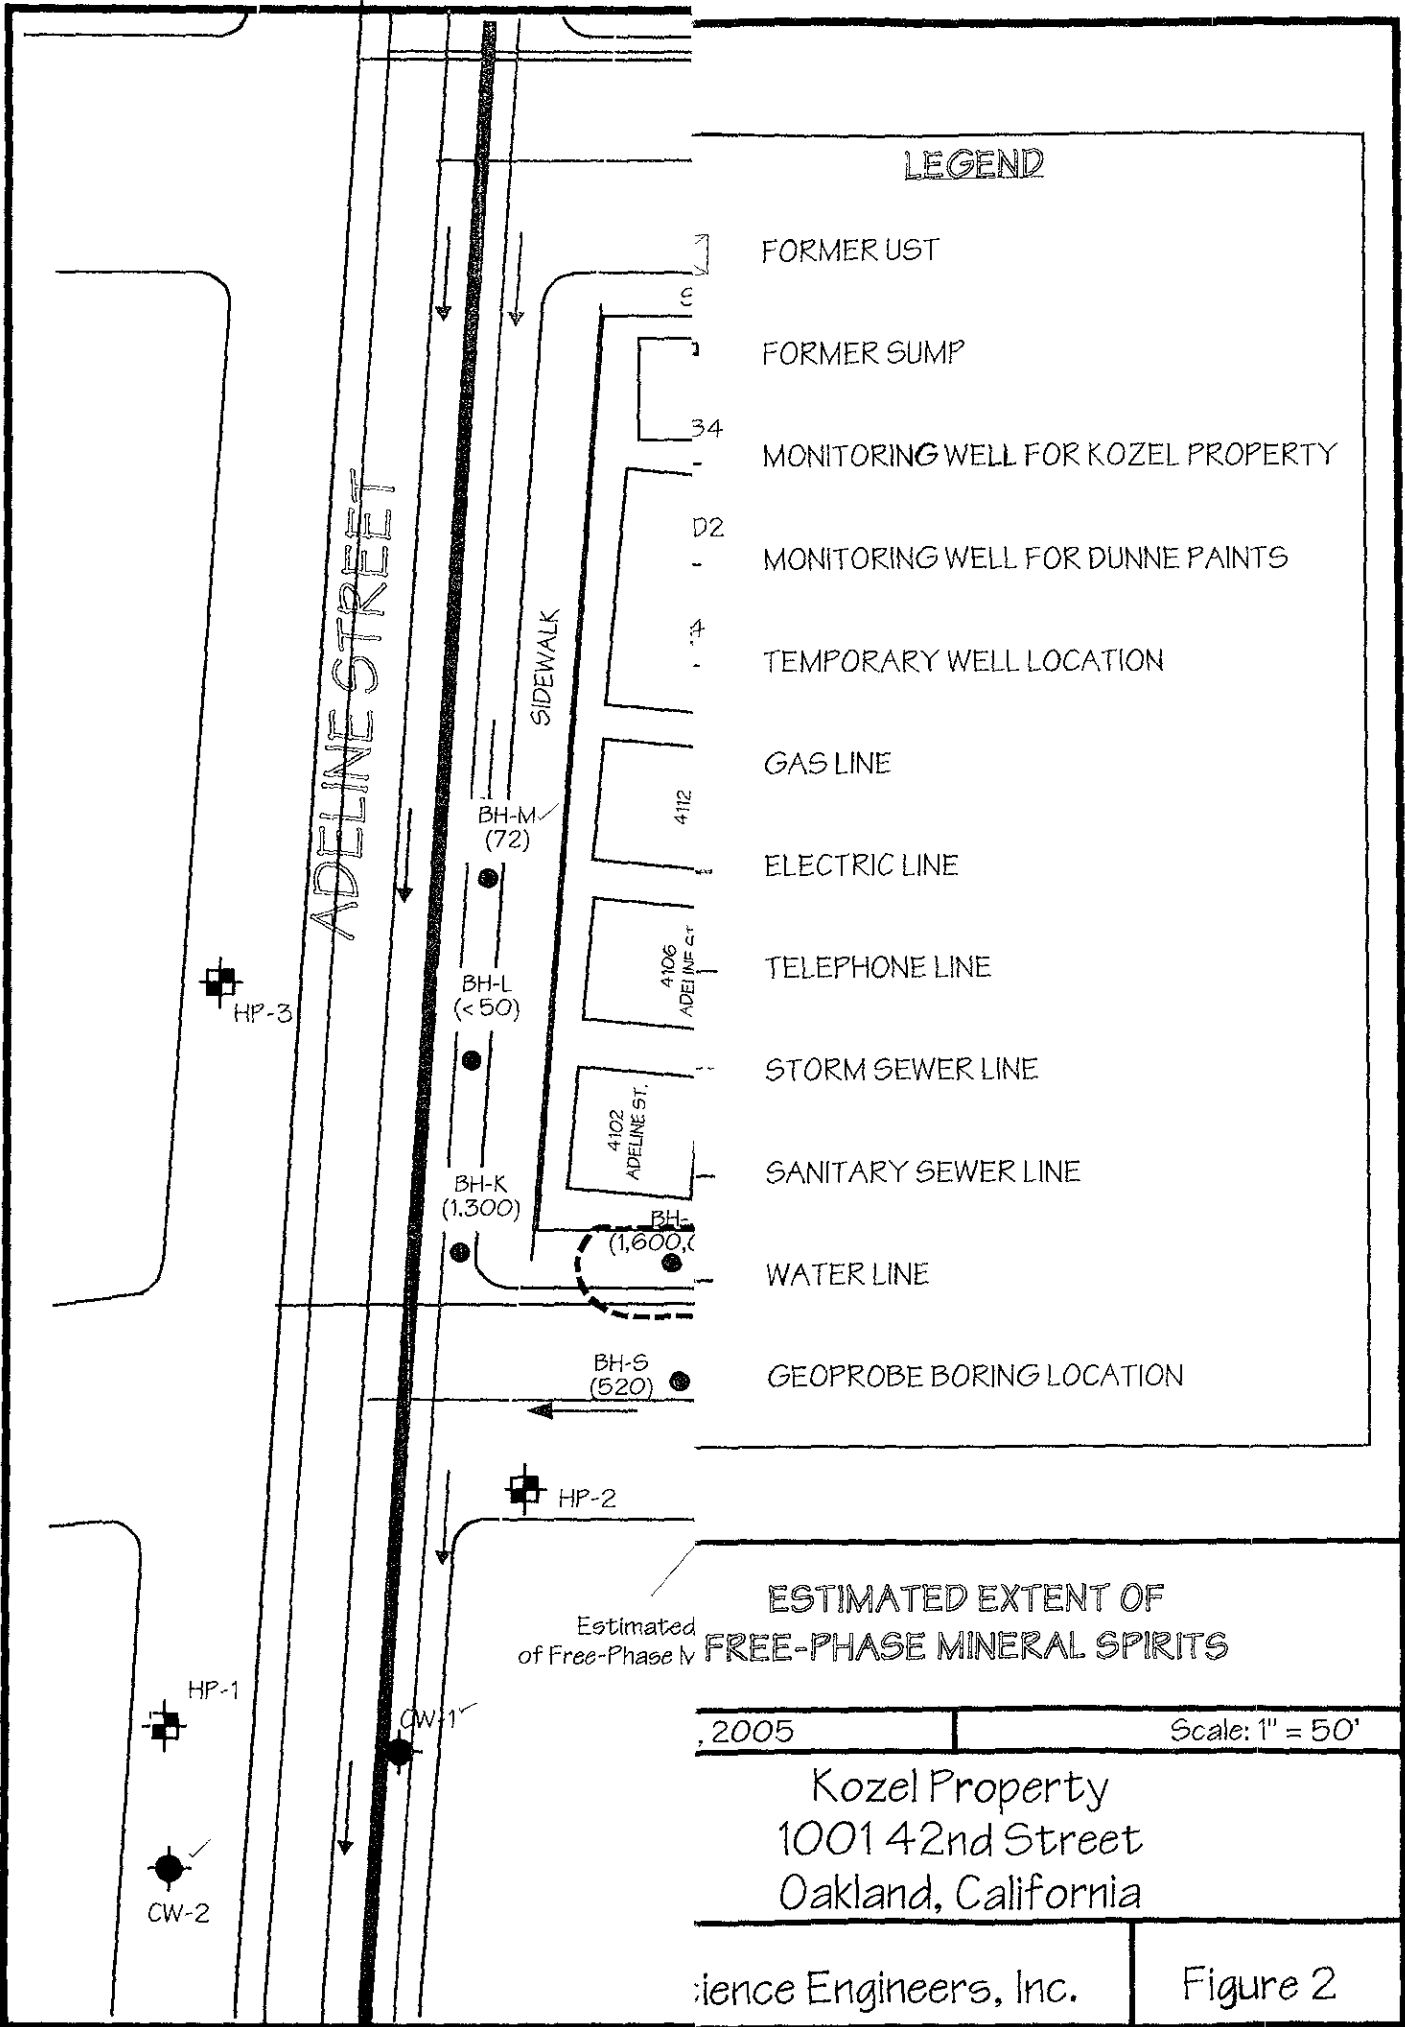 ADELINE STREET
SIDEWALK
BH-M
(72)
BH-L
(<50)
BH-K
(1,300)
BH-
(1,600,
BH-S
(520)
HP-3
HP-2
HP-1
CW-1
CW-2
4112
4106
4102
ADELINE ST.
Estimated
of Free-Phase
LEGEND
FORMER UST
FORMER SUMP
34
MONITORING WELL FOR KOZEL PROPERTY
D2
MONITORING WELL FOR DUNNE PAINTS
TEMPORARY WELL LOCATION
GAS LINE
ELECTRIC LINE
TELEPHONE LINE
STORM SEWER LINE
SANITARY SEWER LINE
WATER LINE
GEOPROBE BORING LOCATION
ESTIMATED EXTENT OF
FREE-PHASE MINERAL SPIRITS
, 2005
Scale: 1" = 50'
Kozel Property
1001 42nd Street
Oakland, California
ience Engineers, Inc.
Figure 2